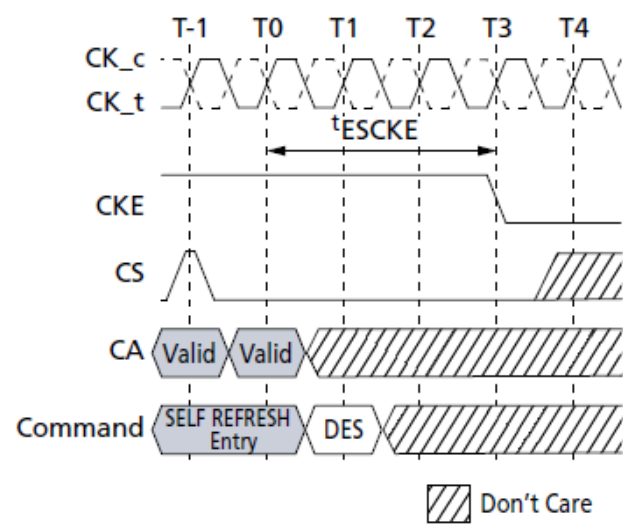 T-1 T0 T1 T2 T3 T4
CK_c
CK_t
tESCKE
CKE
CS
CA Valid Valid
Command SELF REFRESH Entry DES
Don't Care